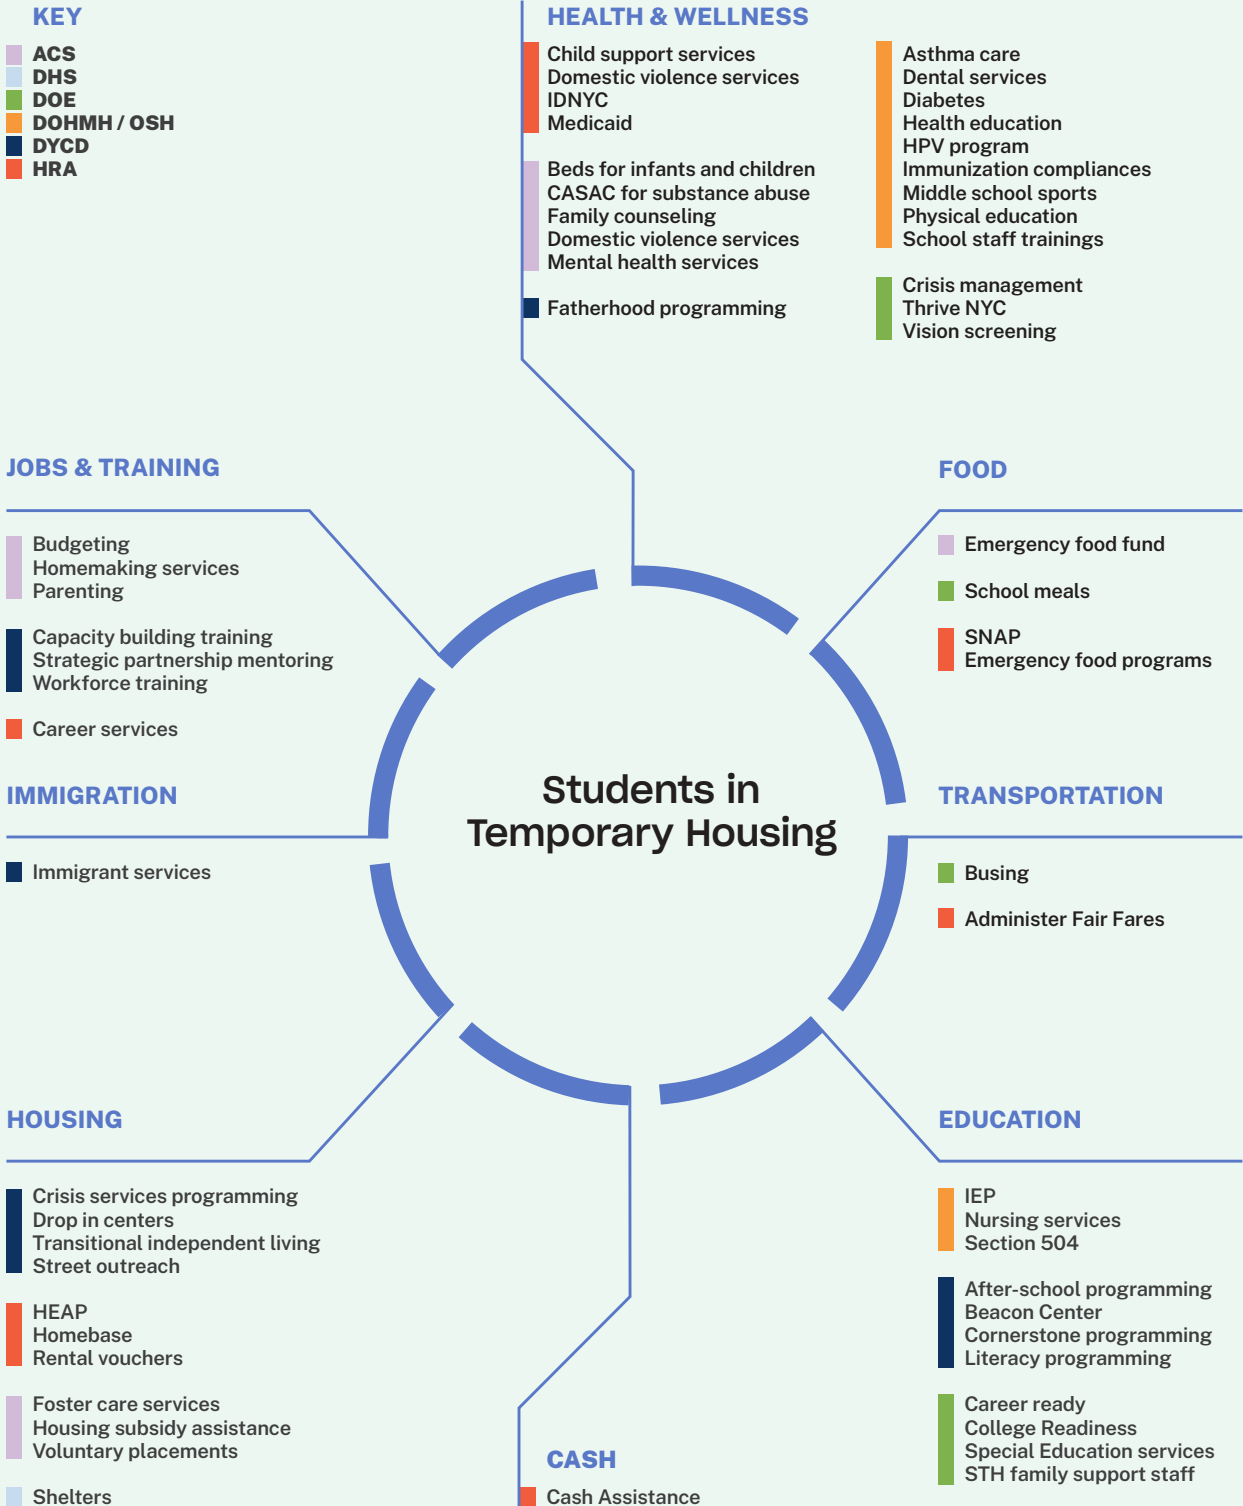 KEY
ACS
DHS
DOE
DOHMH / OSH
DYCD
HRA
HEALTH & WELLNESS
Child support services
Domestic violence services
IDNYC
Medicaid
Beds for infants and children
CASAC for substance abuse
Family counseling
Domestic violence services
Mental health services
Fatherhood programming
Asthma care
Dental services
Diabetes
Health education
HPV program
Immunization compliances
Middle school sports
Physical education
School staff trainings
Crisis management
Thrive NYC
Vision screening
JOBS & TRAINING
Budgeting
Homemaking services
Parenting
Capacity building training
Strategic partnership mentoring
Workforce training
Career services
FOOD
Emergency food fund
School meals
SNAP
Emergency food programs
Students in
Temporary Housing
IMMIGRATION
Immigrant services
TRANSPORTATION
Busing
Administer Fair Fares
HOUSING
Crisis services programming
Drop in centers
Transitional independent living
Street outreach
HEAP
Homebase
Rental vouchers
Foster care services
Housing subsidy assistance
Voluntary placements
Shelters
CASH
Cash Assistance
EDUCATION
IEP
Nursing services
Section 504
After-school programming
Beacon Center
Cornerstone programming
Literacy programming
Career ready
College Readiness
Special Education services
STH family support staff